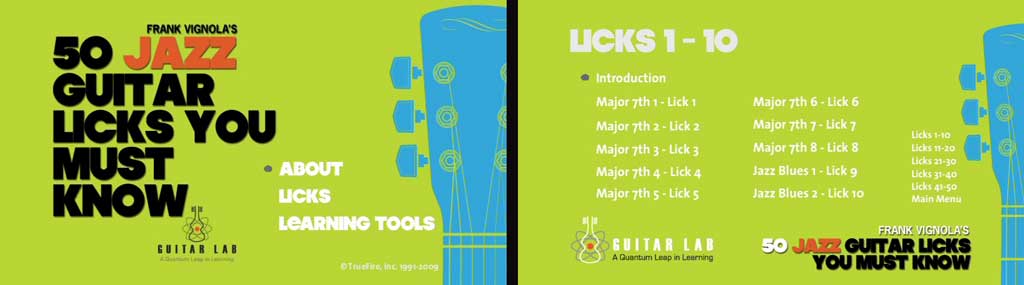 FRANK VIGNOLA'S
50 JAZZ
GUITAR
LICKS YOU
MUST
KNOW
ABOUT
LICKS
LEARNING TOOLS
GUITAR LAB
A Quantum Leap in Learning
©TrueFire, Inc. 1991-2009
LICKS 1 - 10
Introduction
Major 7th 1 - Lick 1
Major 7th 2 - Lick 2
Major 7th 3 - Lick 3
Major 7th 4 - Lick 4
Major 7th 5 - Lick 5
Major 7th 6 - Lick 6
Major 7th 7 - Lick 7
Major 7th 8 - Lick 8
Jazz Blues 1 - Lick 9
Jazz Blues 2 - Lick 10
Licks 1-10
Licks 11-20
Licks 21-30
Licks 31-40
Licks 41-50
Main Menu
GUITAR LAB
A Quantum Leap in Learning
FRANK VIGNOLA'S
50 JAZZ GUITAR LICKS
YOU MUST KNOW